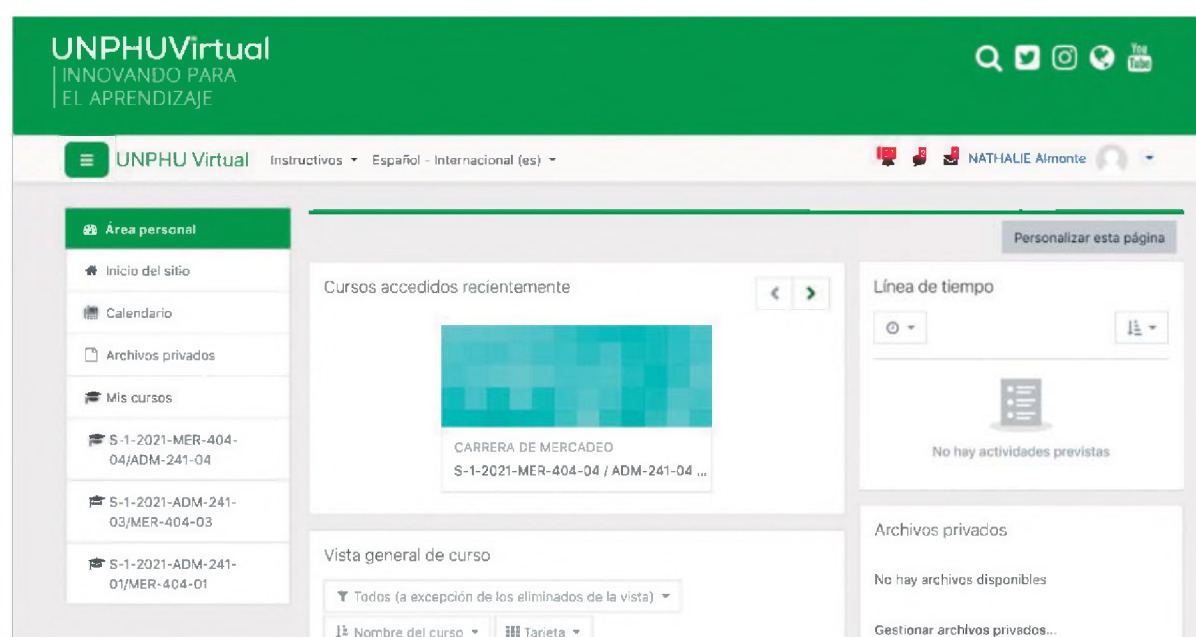 UNPHUVirtual
INNOVANDO PARA
EL APRENDIZAJE
You
Tube
UNPHU Virtual Instructivos Español - Internacional (es)
NATHALIE Almonte
Área personal
Inicio del sitio
Calendario
Archivos privados
Mis cursos
S-1-2021-MER-404-
04/ADM-241-04
S-1-2021-ADM-241-
03/MER-404-03
S-1-2021-ADM-241-
01/MER-404-01
Personalizar esta página
Cursos accedidos recientemente
CARRERA DE MERCADEO
S-1-2021-MER-404-04 / ADM-241-04 ...
Vista general de curso
Todos (a excepción de los eliminados de la vista)
Nombre del curso Tarjeta
Línea de tiempo
No hay actividades previstas
Archivos privados
No hay archivos disponibles
Gestionar archivos privados...